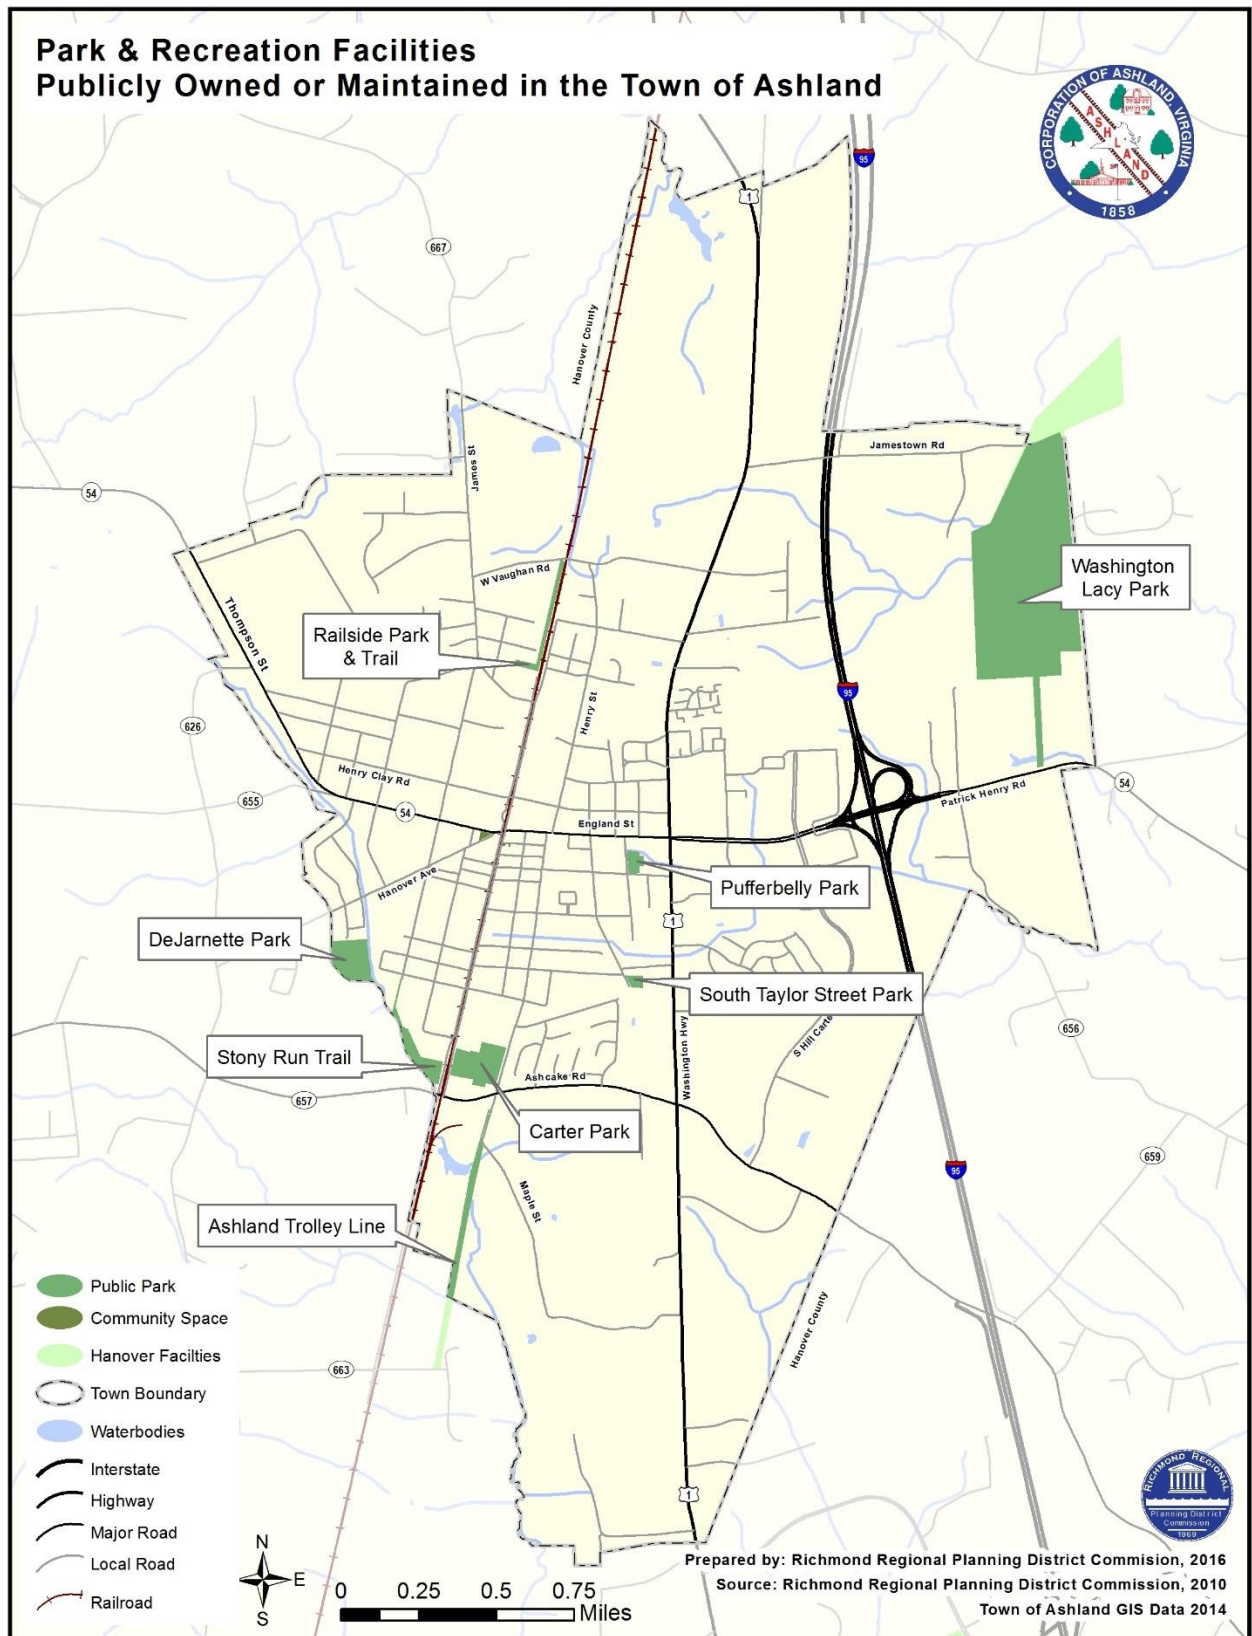 Park & Recreation Facilities
Publicly Owned or Maintained in the Town of Ashland
CORPORATION OF ASHLAND, VIRGINIA
ASHLAND
1858
95
1
667
Hanover County
Jamestown Rd
James St
54
Washington
Lacy Park
W Vaughan Rd
Thompson St
Railside Park
& Trail
Henry St
95
626
Henry Clay Rd
655
54
England St
Patrick Henry Rd
54
Hanover Ave
Pufferbelly Park
1
DeJarnette Park
South Taylor Street Park
Washington Hwy
S Hill Carte
656
Stony Run Trail
Ashcake Rd
657
Carter Park
659
95
Maple St
Ashland Trolley Line
Hanover County
663
1
Public Park
Community Space
Hanover Facilties
Town Boundary
Waterbodies
Interstate
Highway
Major Road
Local Road
Railroad
N
E
S
0 0.25 0.5 0.75
Miles
RICHMOND REGIONAL
Planning District
Commission
1969
Prepared by: Richmond Regional Planning District Commision, 2016
Source: Richmond Regional Planning District Commission, 2010
Town of Ashland GIS Data 2014